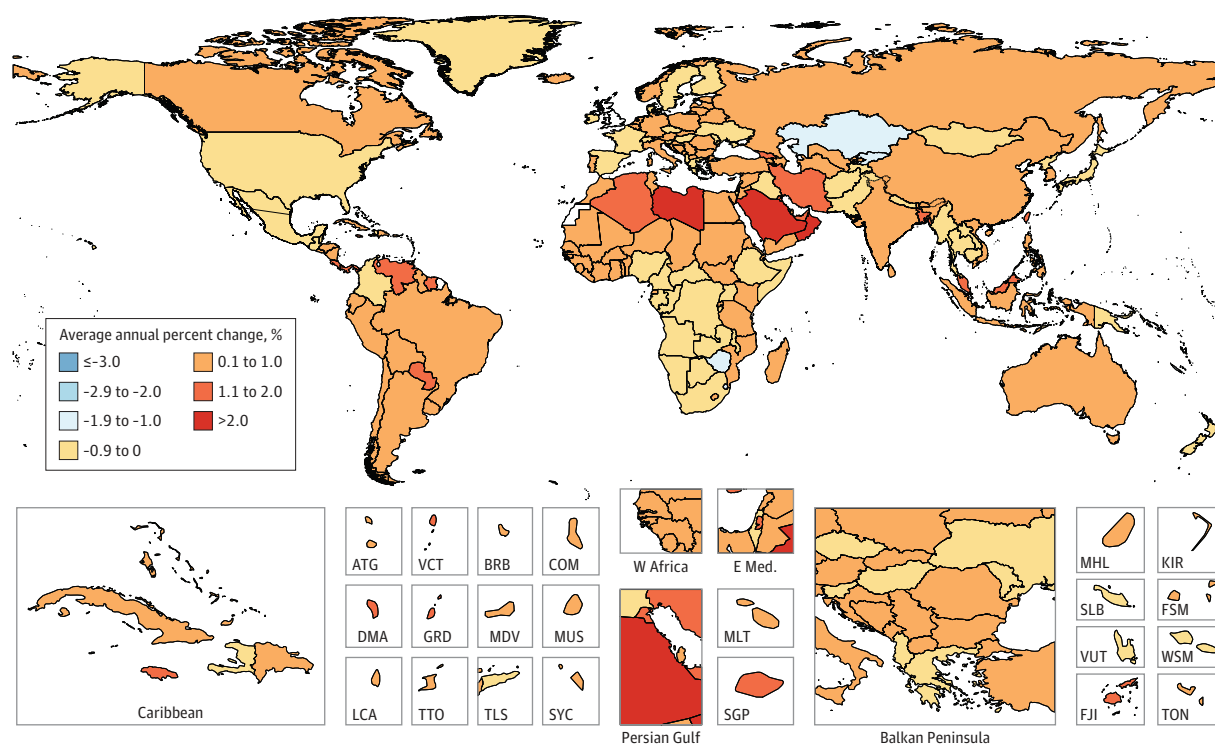 Average annual percent change, %
≤-3.0
-2.9 to -2.0
-1.9 to -1.0
-0.9 to 0
0.1 to 1.0
1.1 to 2.0
>2.0
Caribbean
ATG
VCT
BRB
COM
DMA
GRD
MDV
MUS
LCA
TTO
TLS
SYC
W Africa
E Med.
Persian Gulf
MLT
SGP
Balkan Peninsula
MHL
KIR
SLB
FSM
VUT
WSM
FJI
TON